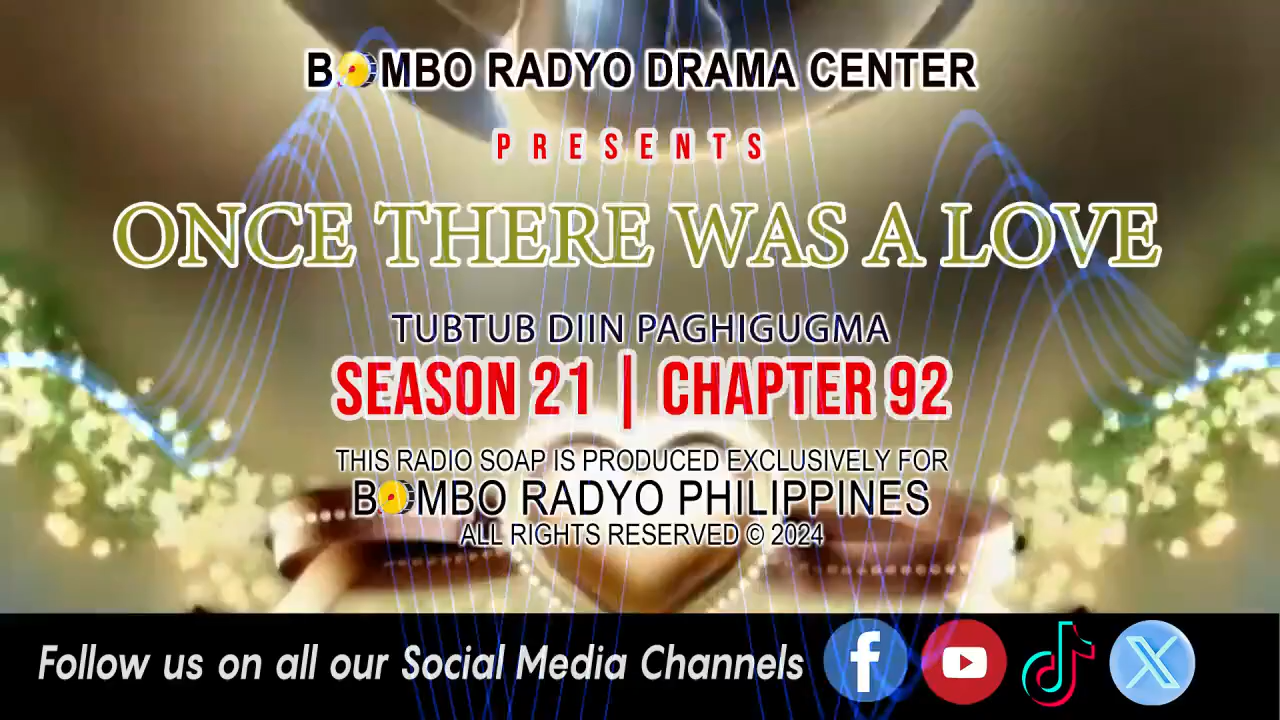 BOMBO RADYO DRAMA CENTER
PRESENTS
ONCE THERE WAS A LOVE
TUBTUB DIIN PAGHIGUGMA
SEASON 21 | CHAPTER 92
THIS RADIO SOAP IS PRODUCED EXCLUSIVELY FOR
BOMBO RADYO PHILIPPINES
ALL RIGHTS RESERVED © 2024
Follow us on all our Social Media Channels